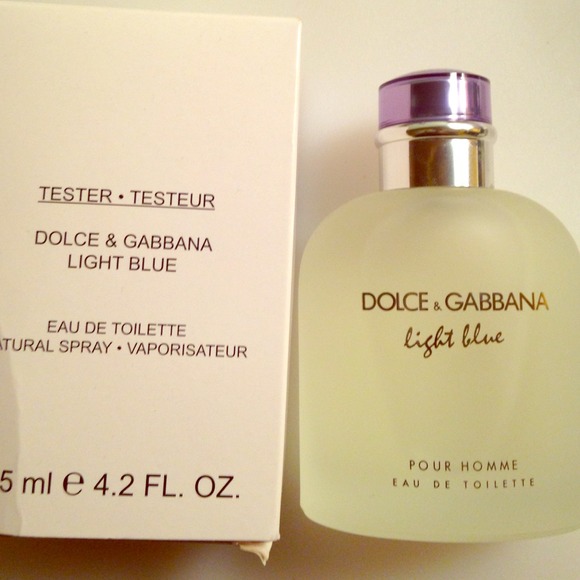 TESTER • TESTEUR
DOLCE & GABBANA
LIGHT BLUE
EAU DE TOILETTE
ATURAL SPRAY • VAPORISATEUR
5 ml e 4.2 FL. OZ.
DOLCE & GABBANA
light blue
POUR HOMME
EAU DE TOILETTE